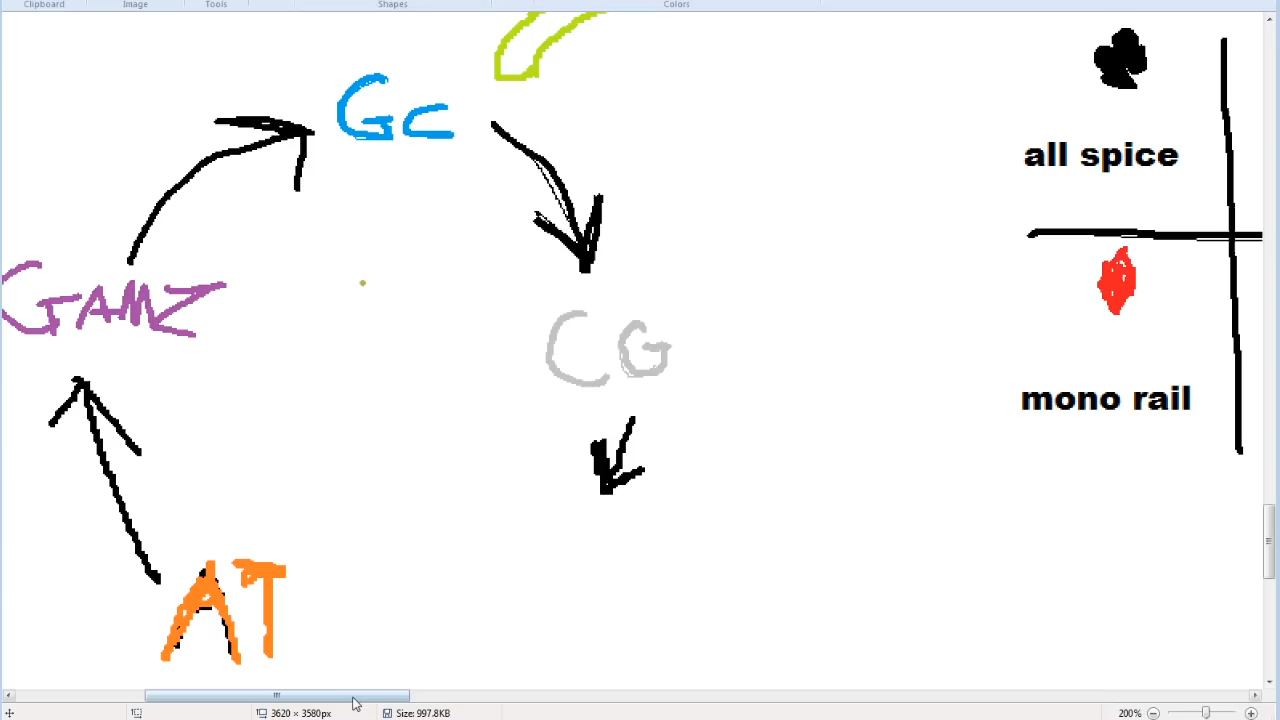 Clipboard
Image
Tools
Shapes
Colors
Gc
all spice
GAMZ
CG
mono rail
AT
3620 × 3580px
Size: 997.8KB
200%